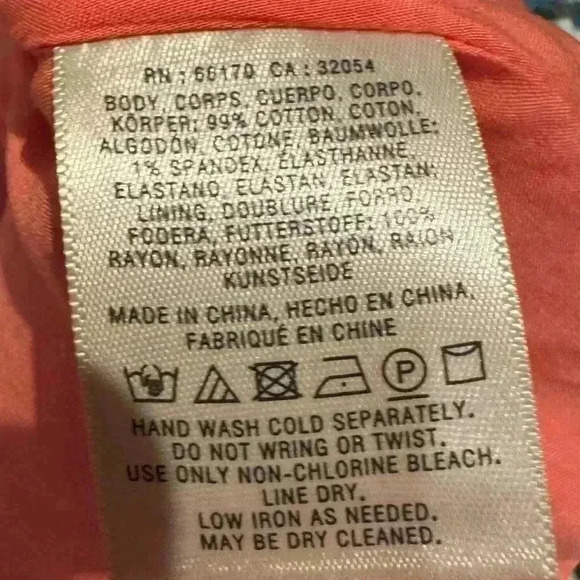 RN : 66170 CA : 32054
BODY, CORPS, CUERPO, CORPO,
KÖRPER: 99% COTTON, COTON,
ALGODÓN, COTONE, BAUMWOLLE;
1% SPANDEX, ÉLASTHANNE,
ELASTANO, ELASTAN, ELASTAN;
LINING, DOUBLURE, FORRO,
FODERA, FUTTERSTOFF: 100%
RAYON, RAYONNE, RAYÓN, RAION,
KUNSTSEIDE
MADE IN CHINA, HECHO EN CHINA,
FABRIQUÉ EN CHINE
P
HAND WASH COLD SEPARATELY.
DO NOT WRING OR TWIST.
USE ONLY NON-CHLORINE BLEACH.
LINE DRY.
LOW IRON AS NEEDED.
MAY BE DRY CLEANED.